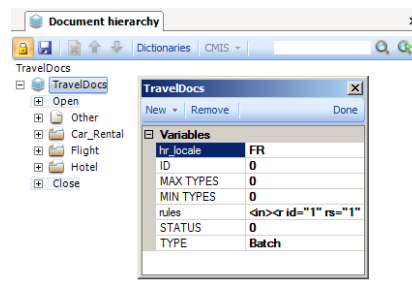 Document hierarchy
Dictionaries CMIS
TravelDocs
TravelDocs
Open
Other
Car_Rental
Flight
Hotel
Close
TravelDocs
New Remove Done
Variables
hr_locale FR
ID 0
MAX TYPES 0
MIN TYPES 0
rules <in><r id="1" rs="1"
STATUS 0
TYPE Batch